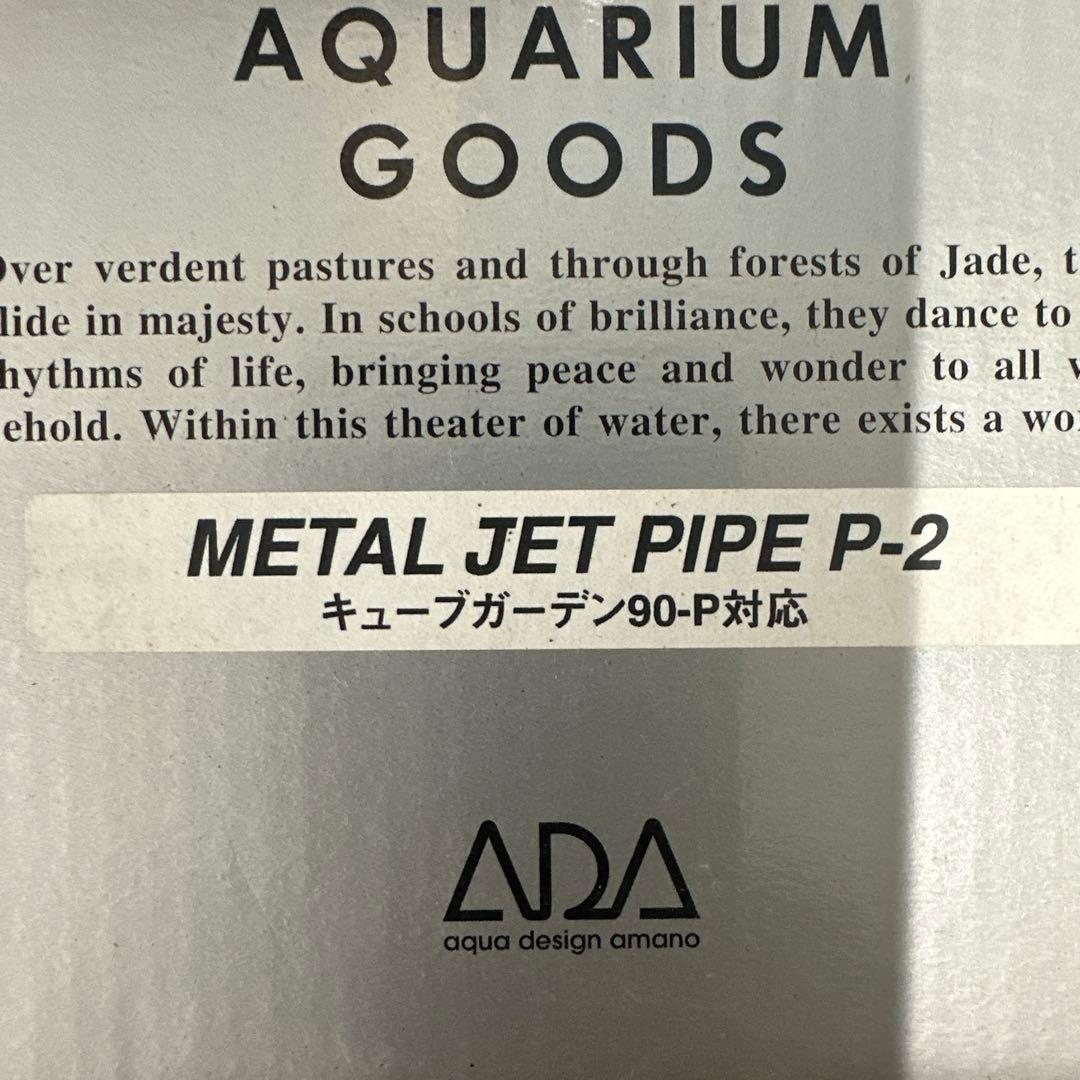 AQUARIUM
GOODS
Over verdent pastures and through forests of Jade, t
lide in majesty. In schools of brilliance, they dance to
hythms of life, bringing peace and wonder to all w
ehold. Within this theater of water, there exists a wor
METAL JET PIPE P-2
キューブガーデン90-P対応
ADA
aqua design amano